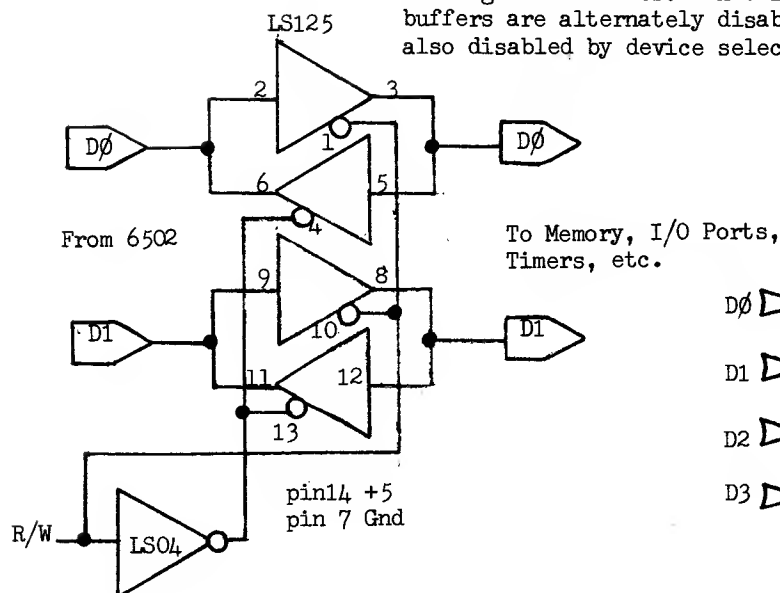 buffers are alternately disab
LS125
also disabled by device selec
2
3
DØ
1
DØ
6
5
4
From 6502
To Memory, I/O Ports,
Timers, etc.
9
8
DØ
D1
10
D1
D1
11
12
13
D2
pin14 +5
D3
pin 7 Gnd
R/W
LS04